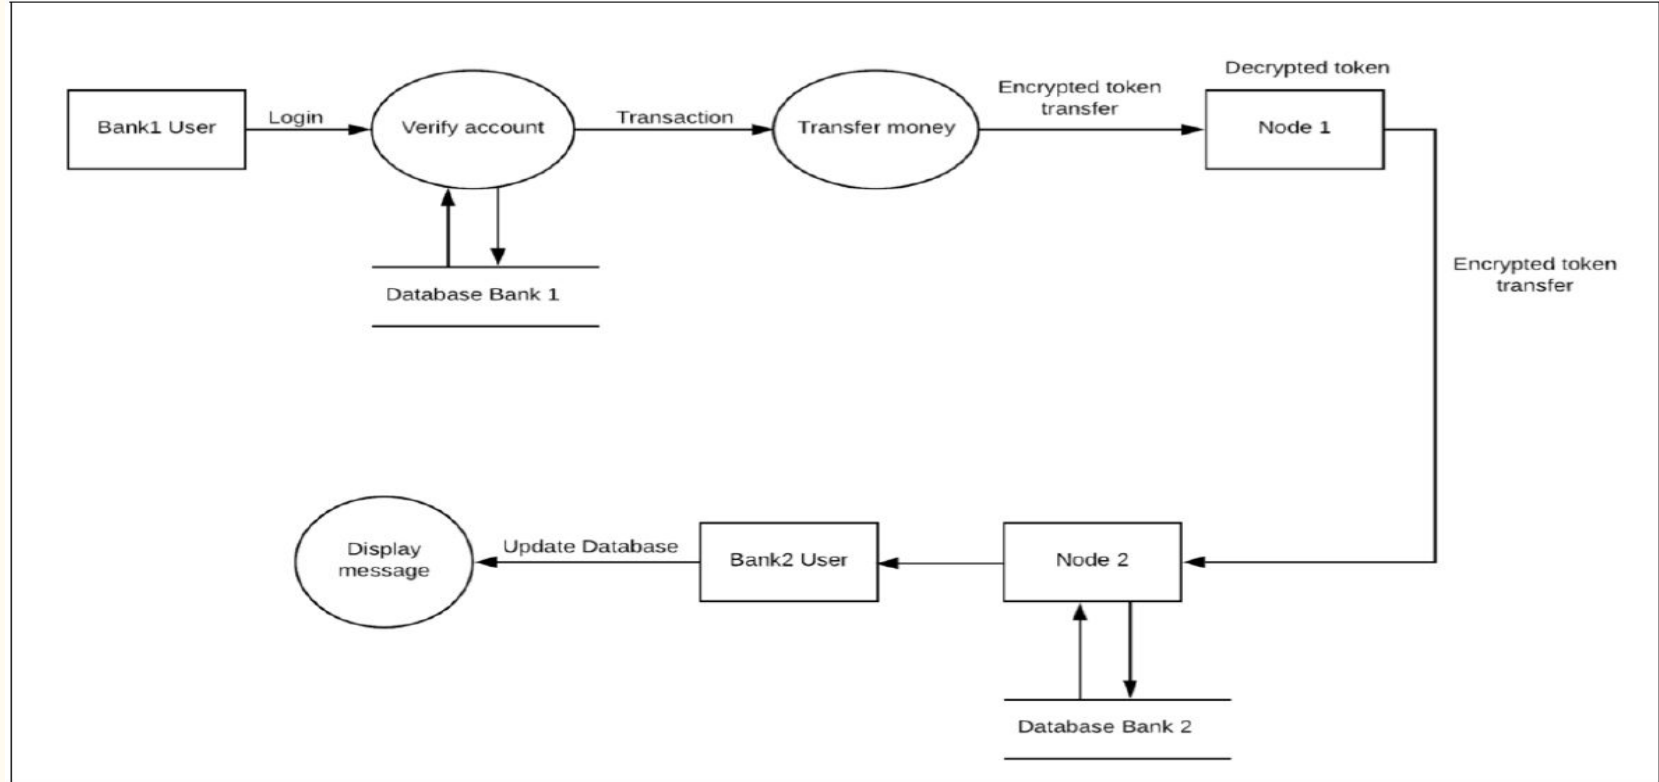 Bank1 User
Login
Verify account
Transaction
Transfer money
Encrypted token
transfer
Decrypted token
Node 1
Database Bank 1
Encrypted token
transfer
Display
message
Update Database
Bank2 User
Node 2
Database Bank 2